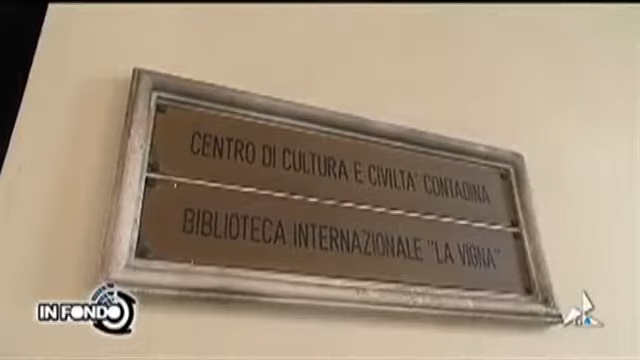 CENTRO DI CULTURA E CIVILTA' CONTADINA
BIBLIOTECA INTERNAZIONALE "LA VIGNA"
IN FONDO